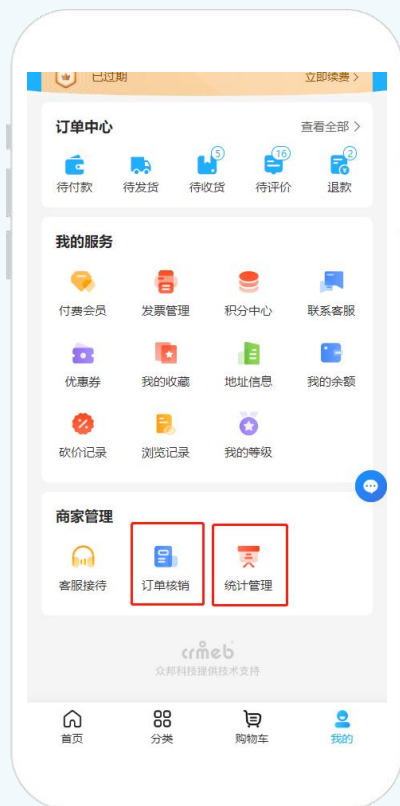 已过期 立即续费 >
订单中心 查看全部 >
5 16 2
待付款 待发货 待收货 待评价 退款
我的服务
付费会员 发票管理 积分中心 联系客服
优惠券 我的收藏 地址信息 我的余额
砍价记录 浏览记录 我的等级
商家管理
客服接待 订单核销 统计管理
crmeb
众邦科技提供技术支持
首页 分类 购物车 我的